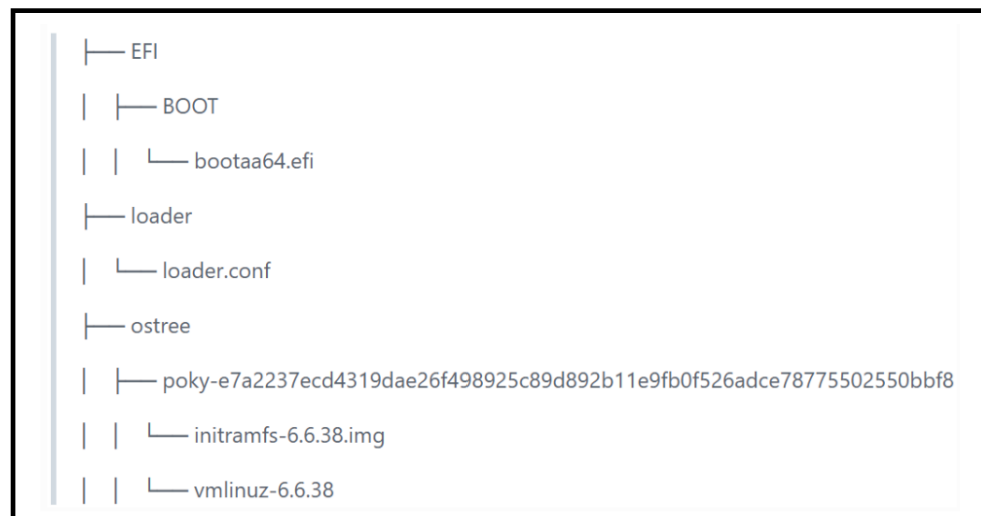 ├── EFI
│ ├── BOOT
│ │ └── bootaa64.efi
├── loader
│ └── loader.conf
├── ostree
│ ├── poky-e7a2237ecd4319dae26f498925c89d892b11e9fb0f526adce78775502550bbf8
│ │ └── initramfs-6.6.38.img
│ │ └── vmlinuz-6.6.38